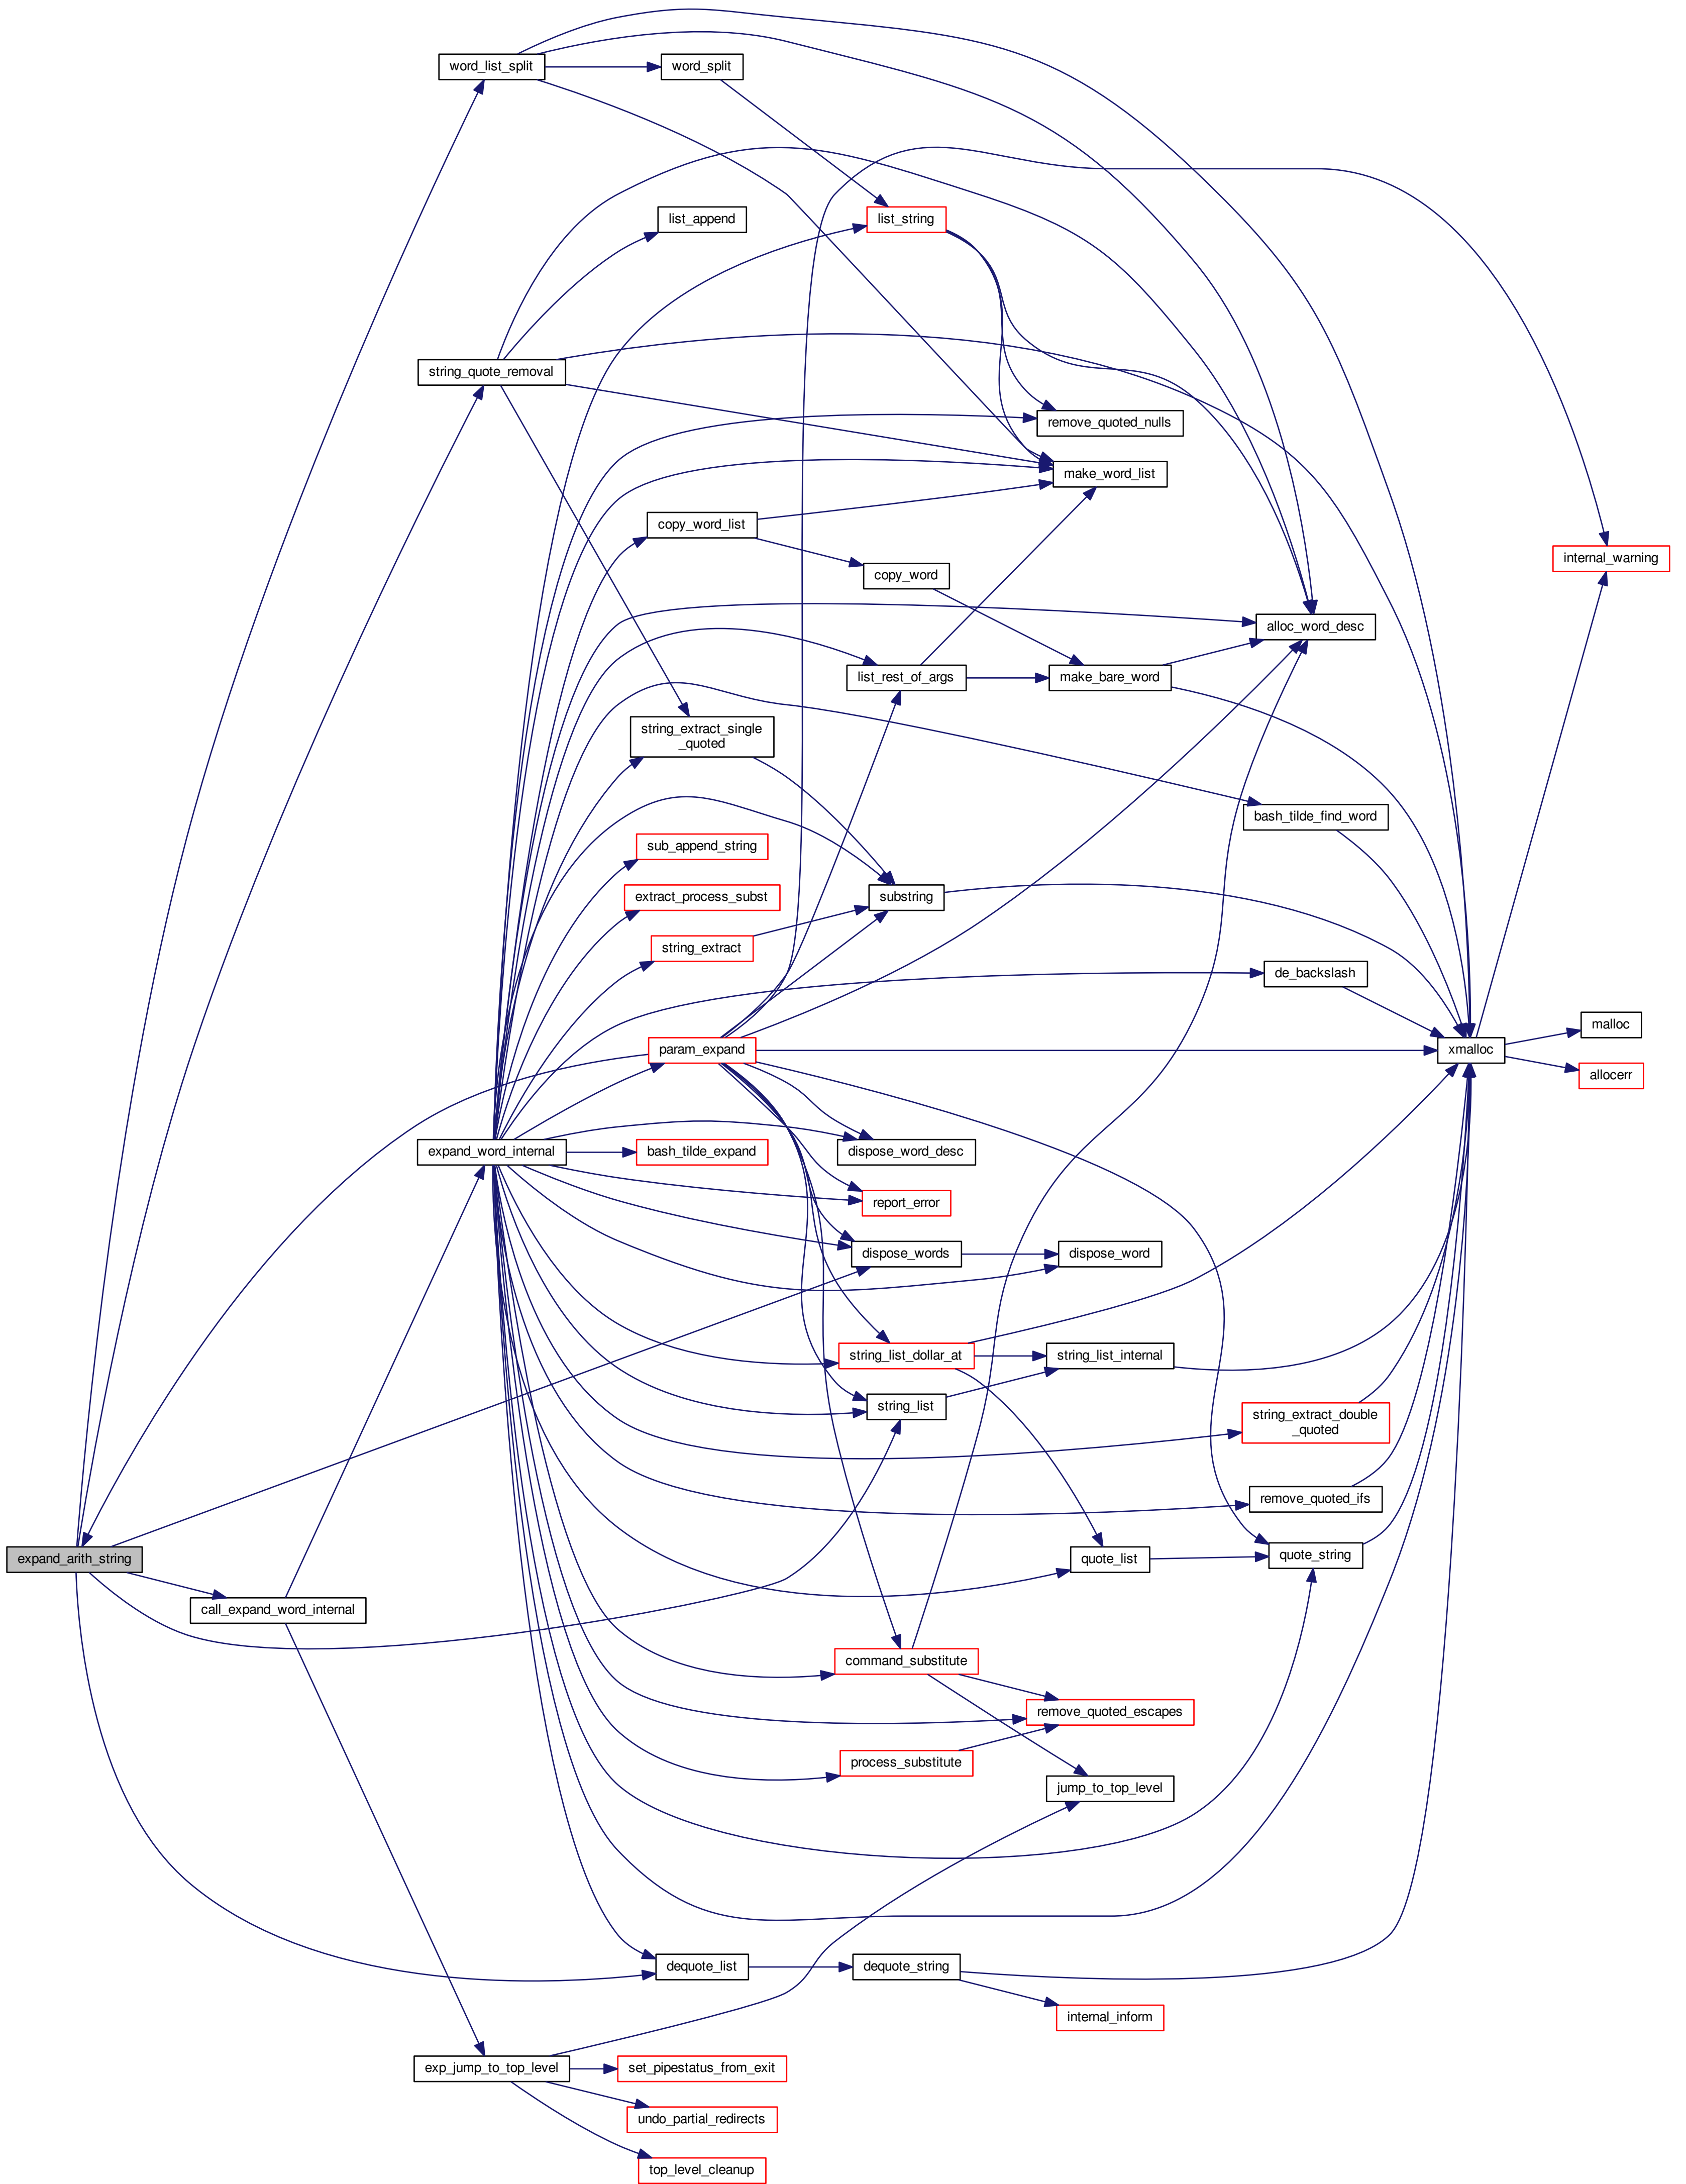 word_list_split
word_split
list_append
list_string
string_quote_removal
remove_quoted_nulls
make_word_list
copy_word_list
internal_warning
copy_word
alloc_word_desc
list_rest_of_args
make_bare_word
string_extract_single
_quoted
bash_tilde_find_word
sub_append_string
extract_process_subst
substring
string_extract
de_backslash
malloc
param_expand
xmalloc
allocerr
expand_word_internal
bash_tilde_expand
dispose_word_desc
report_error
dispose_words
dispose_word
string_list_dollar_at
string_list_internal
string_list
string_extract_double
_quoted
remove_quoted_ifs
expand_arith_string
quote_list
quote_string
call_expand_word_internal
command_substitute
remove_quoted_escapes
process_substitute
jump_to_top_level
dequote_list
dequote_string
internal_inform
exp_jump_to_top_level
set_pipestatus_from_exit
undo_partial_redirects
top_level_cleanup